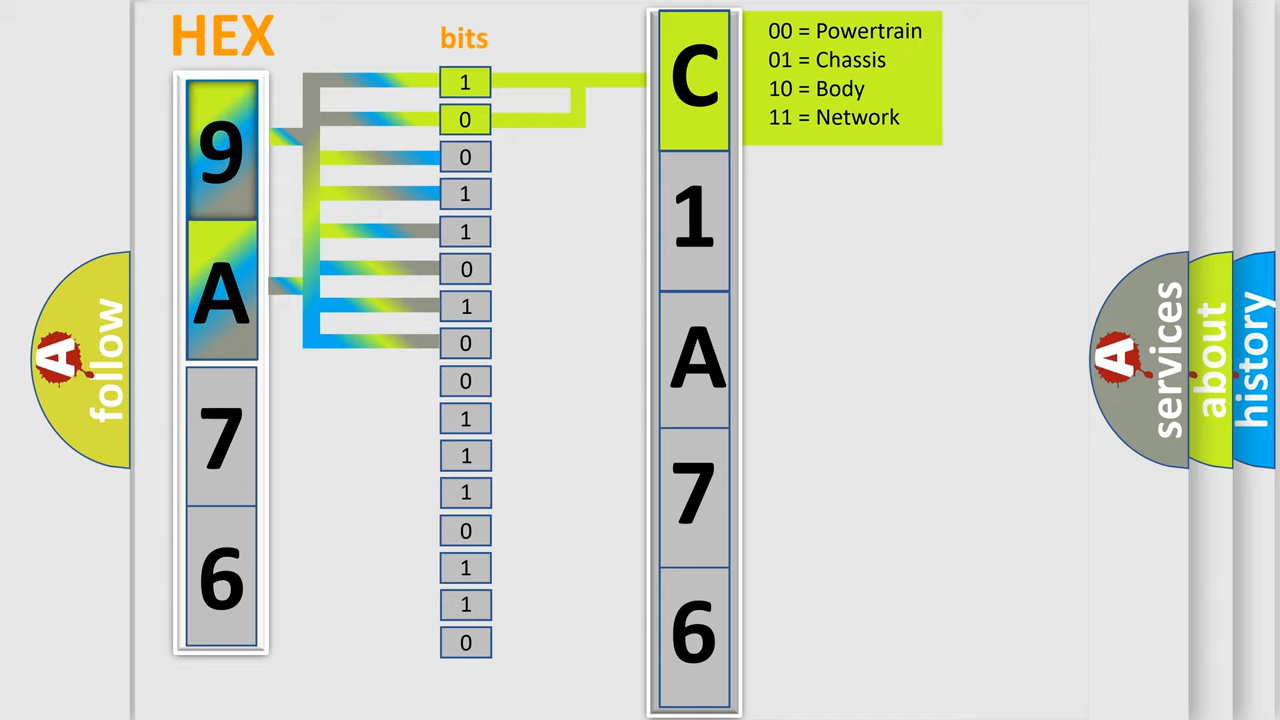 HEX
bits
9
A
7
6
1
0
0
1
1
0
1
0
0
1
1
1
0
1
1
0
C
1
A
7
6
00 = Powertrain
01 = Chassis
10 = Body
11 = Network
A
follow
A
services
about
history